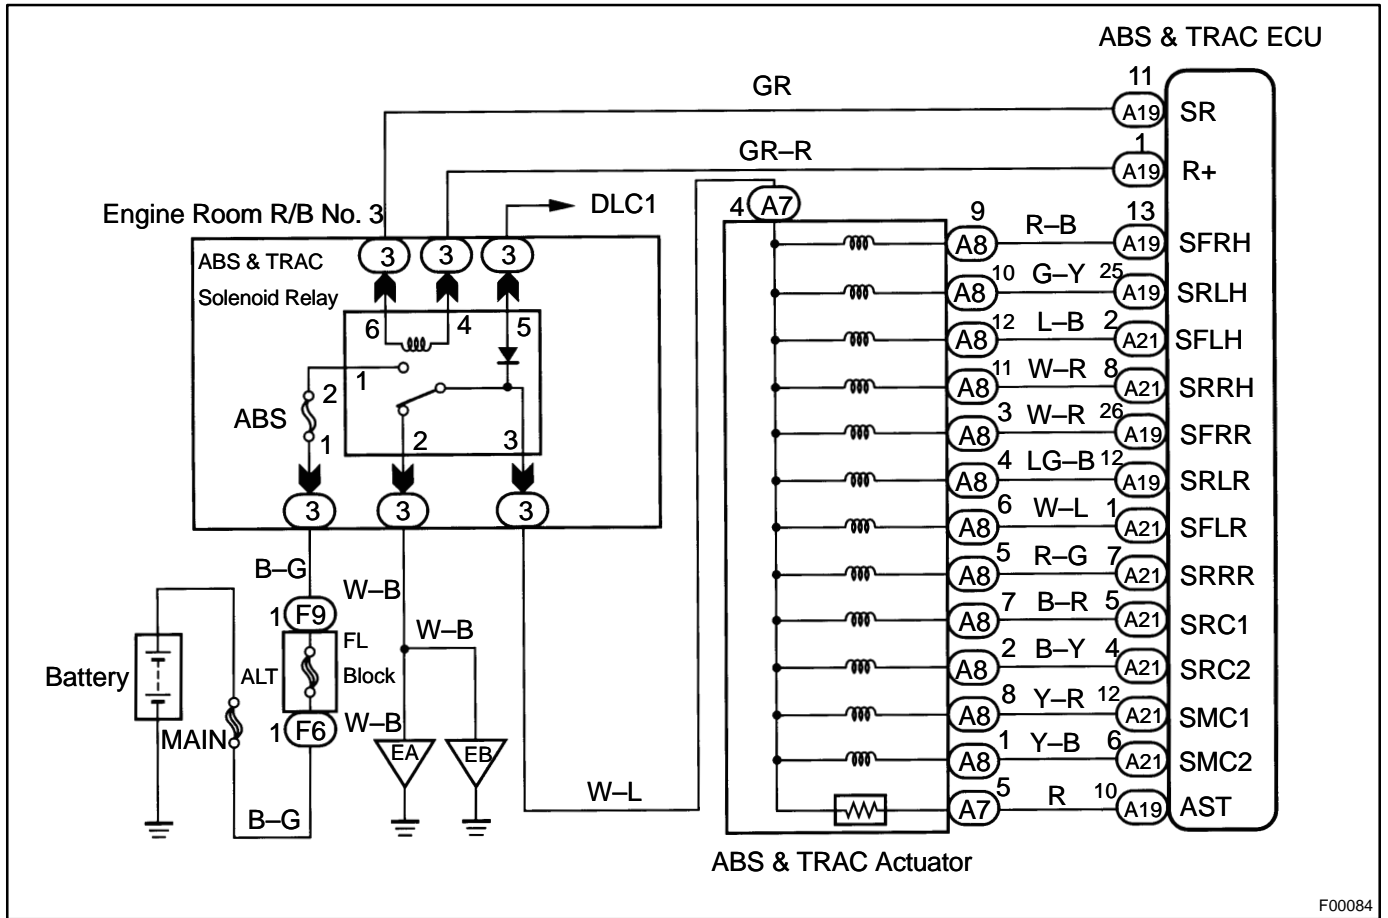 ABS & TRAC ECU
GR
11
A19
SR
GR–R
1
A19
R+
Engine Room R/B No. 3
DLC1
4
A7
3
3
3
ABS & TRAC
Solenoid Relay
6
4
5
1
2
ABS
1
2
3
3
3
3
9
A8
R–B
13
A19
SFRH
10
A8
G–Y
25
A19
SRLH
12
A8
L–B
2
A21
SFLH
11
A8
W–R
8
A21
SRRH
3
A8
W–R
26
A19
SFRR
4
A8
LG–B
12
A19
SRLR
6
A8
W–L
1
A21
SFLR
5
A8
R–G
7
A21
SRRR
7
A8
B–R
5
A21
SRC1
2
A8
B–Y
4
A21
SRC2
8
A8
Y–R
12
A21
SMC1
1
A8
Y–B
6
A21
SMC2
5
A7
R
10
A19
AST
B–G
W–B
1
F9
W–B
FL
Block
ALT
Battery
MAIN
1
F6
W–B
EA
EB
W–L
B–G
ABS & TRAC Actuator
F00084